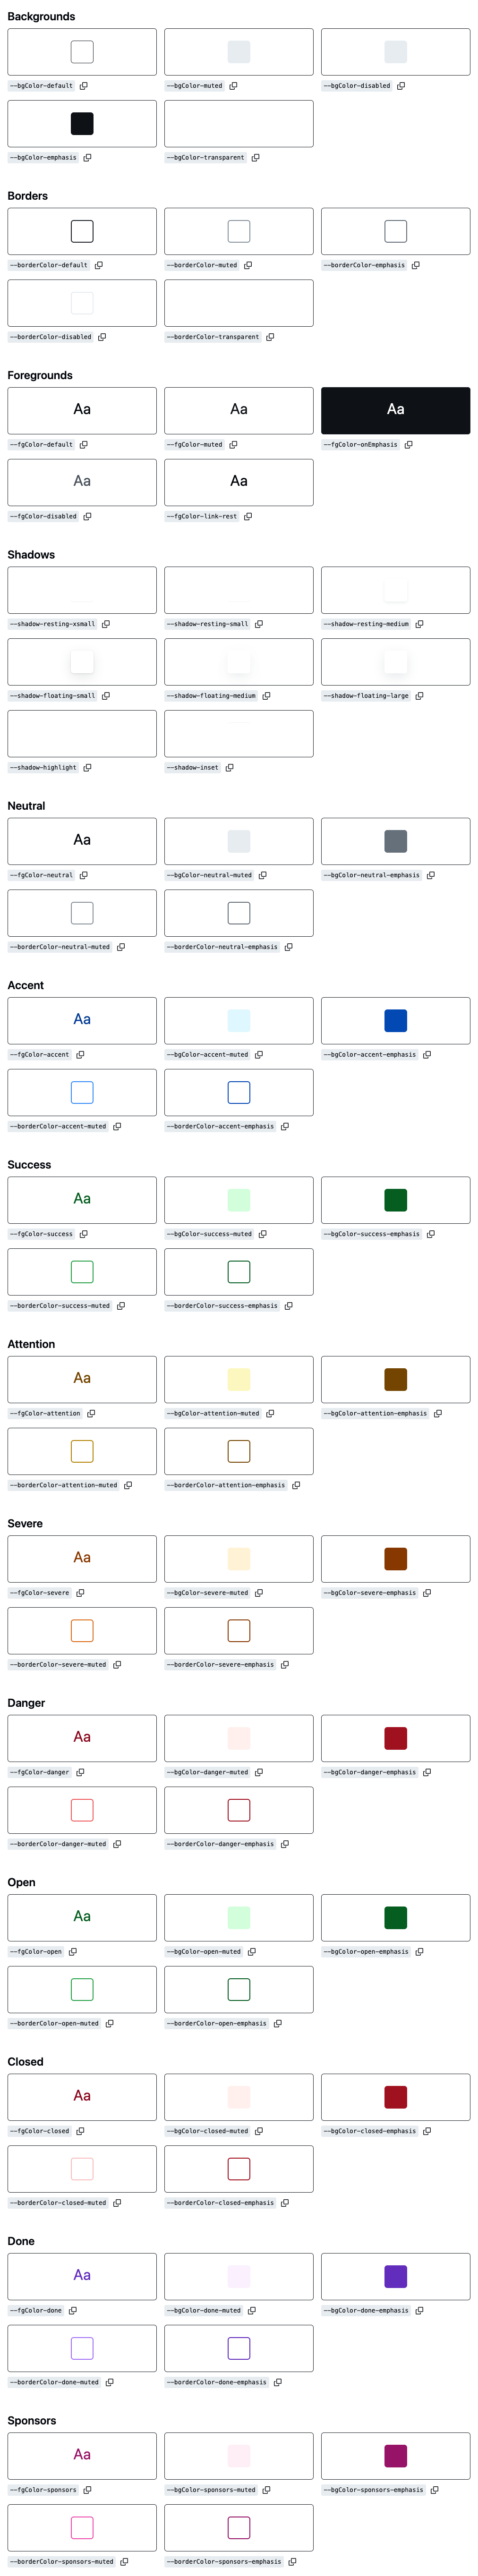 Backgrounds
--bgColor-default
--bgColor-muted
--bgColor-disabled
--bgColor-emphasis
--bgColor-transparent
Borders
--borderColor-default
--borderColor-muted
--borderColor-emphasis
--borderColor-disabled
--borderColor-transparent
Foregrounds
Aa
Aa
Aa
--fgColor-default
--fgColor-muted
--fgColor-onEmphasis
Aa
Aa
--fgColor-disabled
--fgColor-link-rest
Shadows
--shadow-resting-xsmall
--shadow-resting-small
--shadow-resting-medium
--shadow-floating-small
--shadow-floating-medium
--shadow-floating-large
--shadow-highlight
--shadow-inset
Neutral
Aa
--fgColor-neutral
--bgColor-neutral-muted
--bgColor-neutral-emphasis
--borderColor-neutral-muted
--borderColor-neutral-emphasis
Accent
Aa
--fgColor-accent
--bgColor-accent-muted
--bgColor-accent-emphasis
--borderColor-accent-muted
--borderColor-accent-emphasis
Success
Aa
--fgColor-success
--bgColor-success-muted
--bgColor-success-emphasis
--borderColor-success-muted
--borderColor-success-emphasis
Attention
Aa
--fgColor-attention
--bgColor-attention-muted
--bgColor-attention-emphasis
--borderColor-attention-muted
--borderColor-attention-emphasis
Severe
Aa
--fgColor-severe
--bgColor-severe-muted
--bgColor-severe-emphasis
--borderColor-severe-muted
--borderColor-severe-emphasis
Danger
Aa
--fgColor-danger
--bgColor-danger-muted
--bgColor-danger-emphasis
--borderColor-danger-muted
--borderColor-danger-emphasis
Open
Aa
--fgColor-open
--bgColor-open-muted
--bgColor-open-emphasis
--borderColor-open-muted
--borderColor-open-emphasis
Closed
Aa
--fgColor-closed
--bgColor-closed-muted
--bgColor-closed-emphasis
--borderColor-closed-muted
--borderColor-closed-emphasis
Done
Aa
--fgColor-done
--bgColor-done-muted
--bgColor-done-emphasis
--borderColor-done-muted
--borderColor-done-emphasis
Sponsors
Aa
--fgColor-sponsors
--bgColor-sponsors-muted
--bgColor-sponsors-emphasis
--borderColor-sponsors-muted
--borderColor-sponsors-emphasis